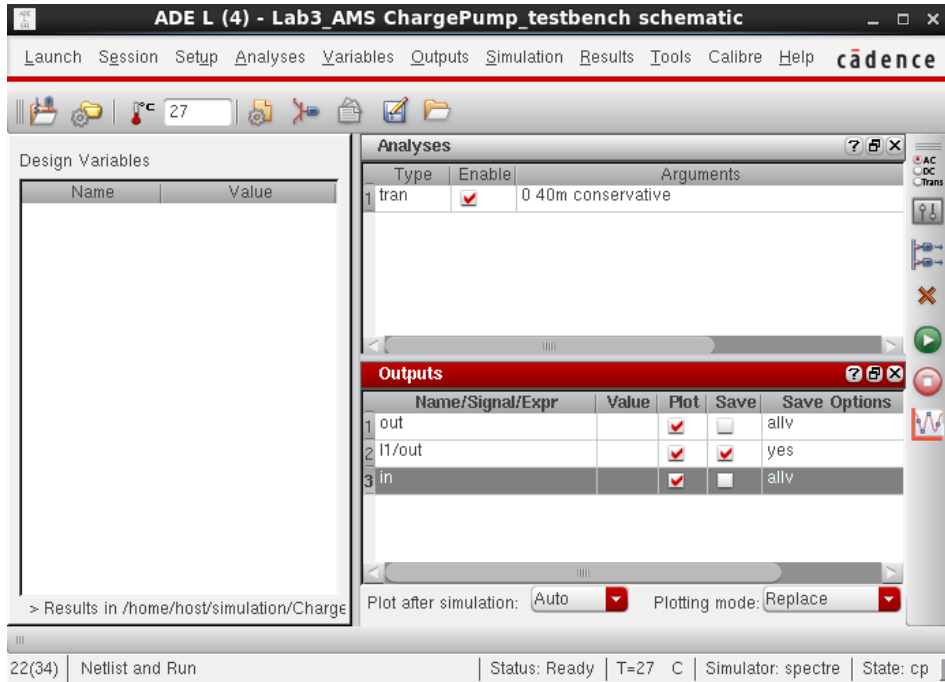 ADE L (4) - Lab3_AMS ChargePump_testbench schematic
Launch Session Setup Analyses Variables Outputs Simulation Results Tools Calibre Help cādence
°C 27
Design Variables
Name Value
> Results in /home/host/simulation/Charge
Analyses
Type Enable Arguments
1 tran 0 40m conservative
Outputs
Name/Signal/Expr Value Plot Save Save Options
1 out allv
2 I1/out yes
3 in allv
Plot after simulation: Auto Plotting mode: Replace
AC
DC
Trans
22(34) Netlist and Run Status: Ready T=27 C Simulator: spectre State: cp